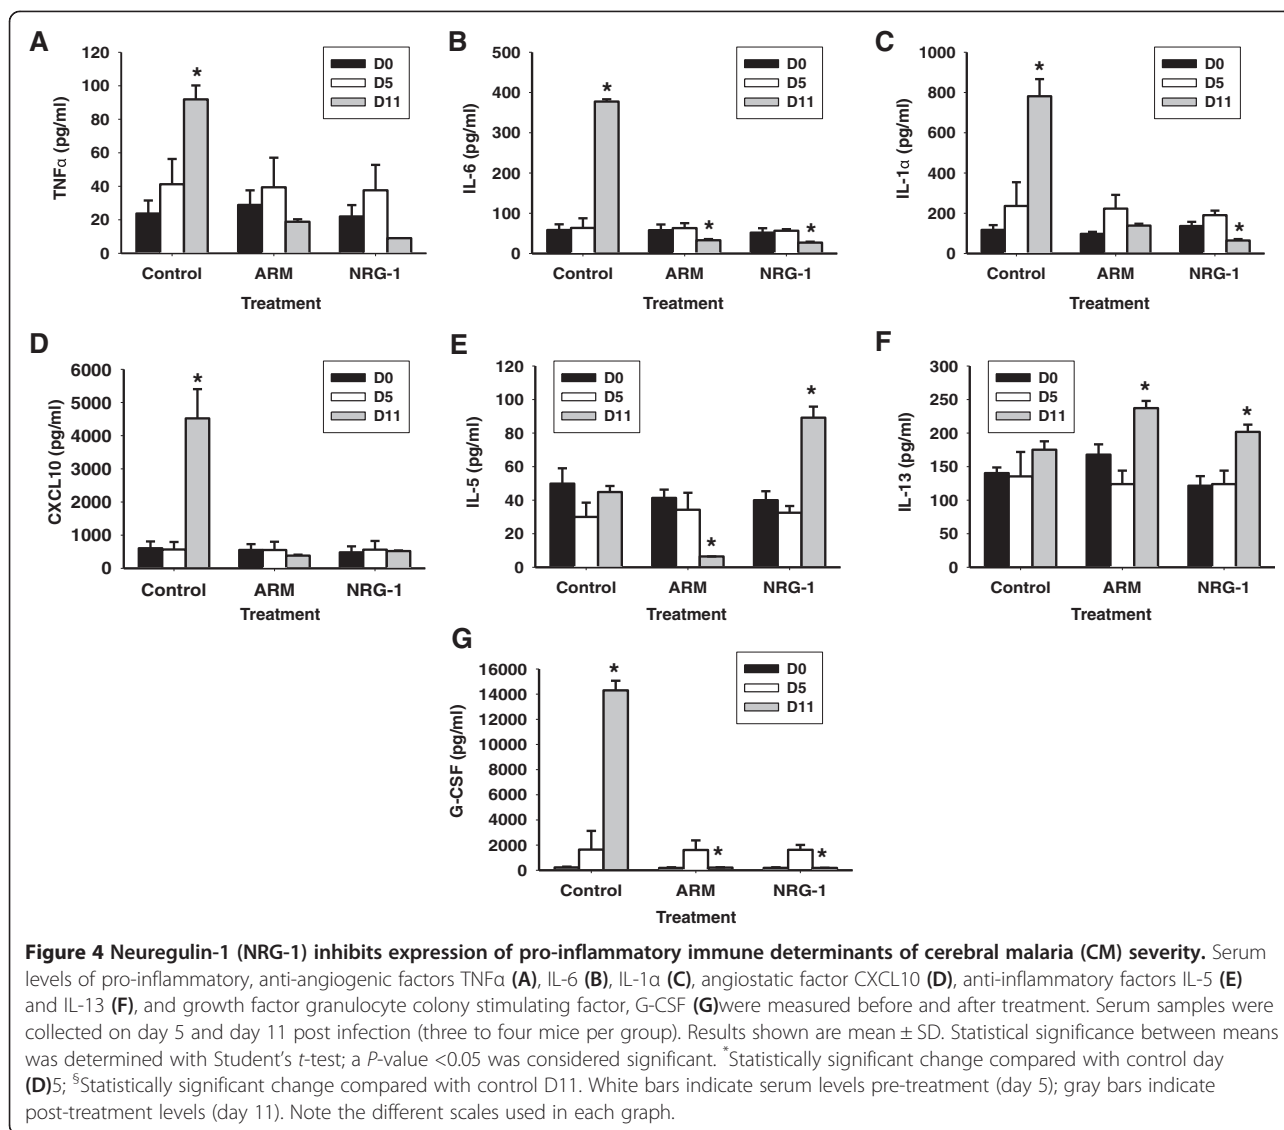 A
120
100
80
60
40
20
0
TNFα (pg/ml)
*
D0
D5
D11
Control ARM NRG-1
Treatment
B
500
400
300
200
100
0
IL-6 (pg/ml)
*
*
*
D0
D5
D11
Control ARM NRG-1
Treatment
C
1000
800
600
400
200
0
IL-1α (pg/ml)
*
*
D0
D5
D11
Control ARM NRG-1
Treatment
D
6000
5000
4000
3000
2000
1000
0
CXCL10 (pg/ml)
*
D0
D5
D11
Control ARM NRG-1
Treatment
E
120
100
80
60
40
20
0
IL-5 (pg/ml)
D0
D5
D11
*
*
Control ARM NRG-1
Treatment
F
300
250
200
150
100
50
0
IL-13 (pg/ml)
D0
D5
D11
*
*
Control ARM NRG-1
Treatment
G
16000
14000
12000
10000
8000
6000
4000
2000
0
G-CSF (pg/ml)
*
*
*
D0
D5
D11
Control ARM NRG-1
Treatment
Figure 4 Neuregulin-1 (NRG-1) inhibits expression of pro-inflammatory immune determinants of cerebral malaria (CM) severity. Serum
levels of pro-inflammatory, anti-angiogenic factors TNFα (A), IL-6 (B), IL-1α (C), angiostatic factor CXCL10 (D), anti-inflammatory factors IL-5 (E)
and IL-13 (F), and growth factor granulocyte colony stimulating factor, G-CSF (G)were measured before and after treatment. Serum samples were
collected on day 5 and day 11 post infection (three to four mice per group). Results shown are mean ± SD. Statistical significance between means
was determined with Student's t-test; a P-value <0.05 was considered significant. *Statistically significant change compared with control day
(D)5; §Statistically significant change compared with control D11. White bars indicate serum levels pre-treatment (day 5); gray bars indicate
post-treatment levels (day 11). Note the different scales used in each graph.